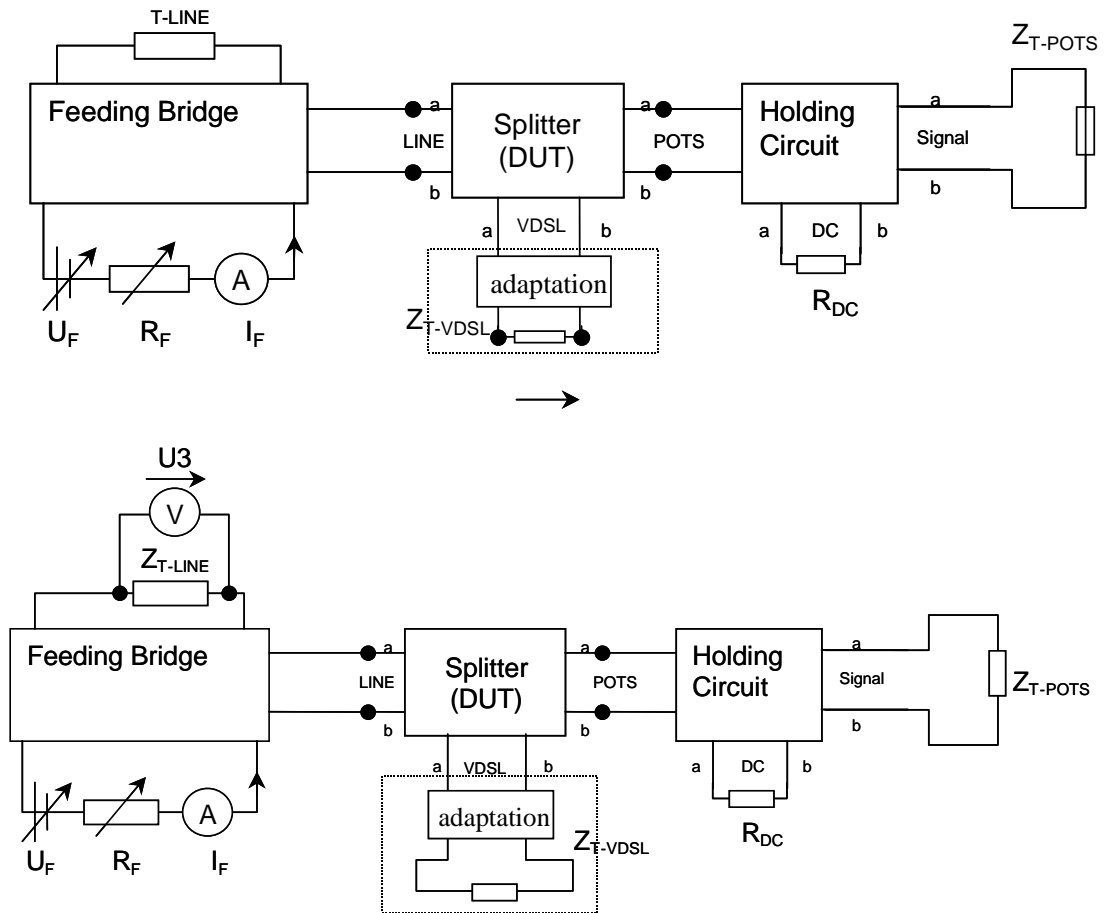 T-LINE
Z_T-POTS
Feeding Bridge
a
LINE
b
Splitter
(DUT)
a
POTS
b
Holding
Circuit
a
Signal
b
a VDSL b
a DC b
adaptation
R_DC
Z_T-VDSL
A
U_F R_F I_F
U3
V
Z_T-LINE
Feeding Bridge
a
LINE
b
Splitter
(DUT)
a
POTS
b
Holding
Circuit
a
Signal
b
Z_T-POTS
a VDSL b
a DC b
adaptation
R_DC
Z_T-VDSL
A
U_F R_F I_F